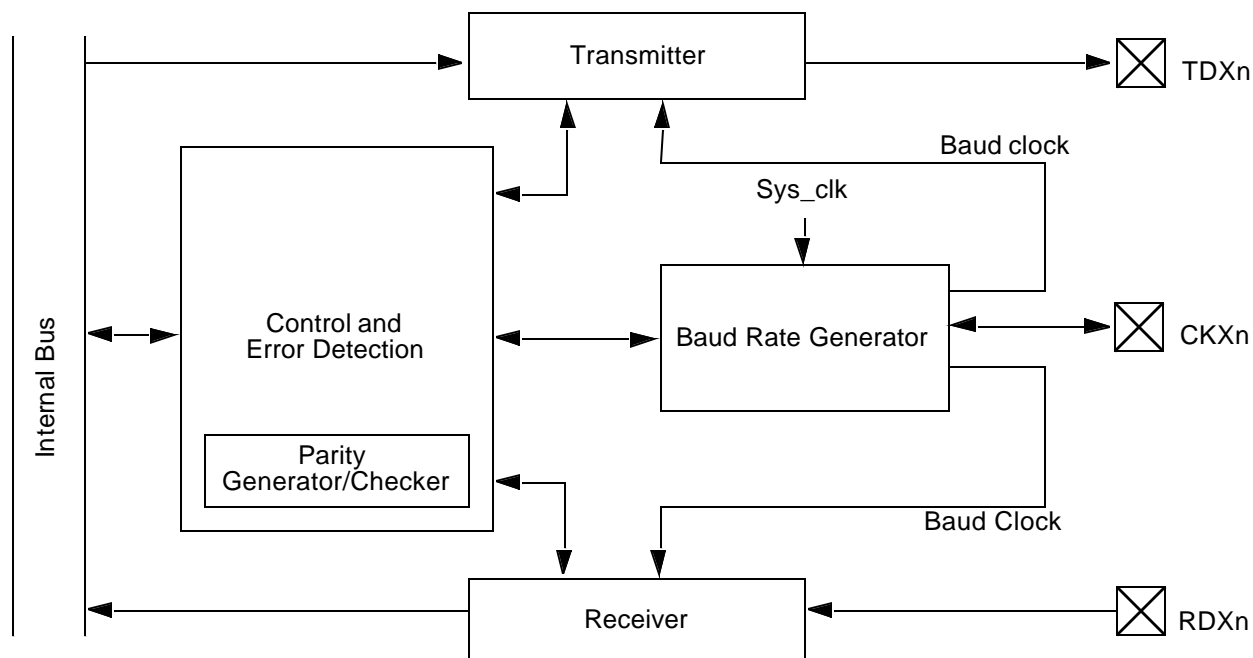 Transmitter
TDXn
Baud clock
Sys_clk
Internal Bus
Control and
Error Detection
Baud Rate Generator
CKXn
Parity
Generator/Checker
Baud Clock
Receiver
RDXn